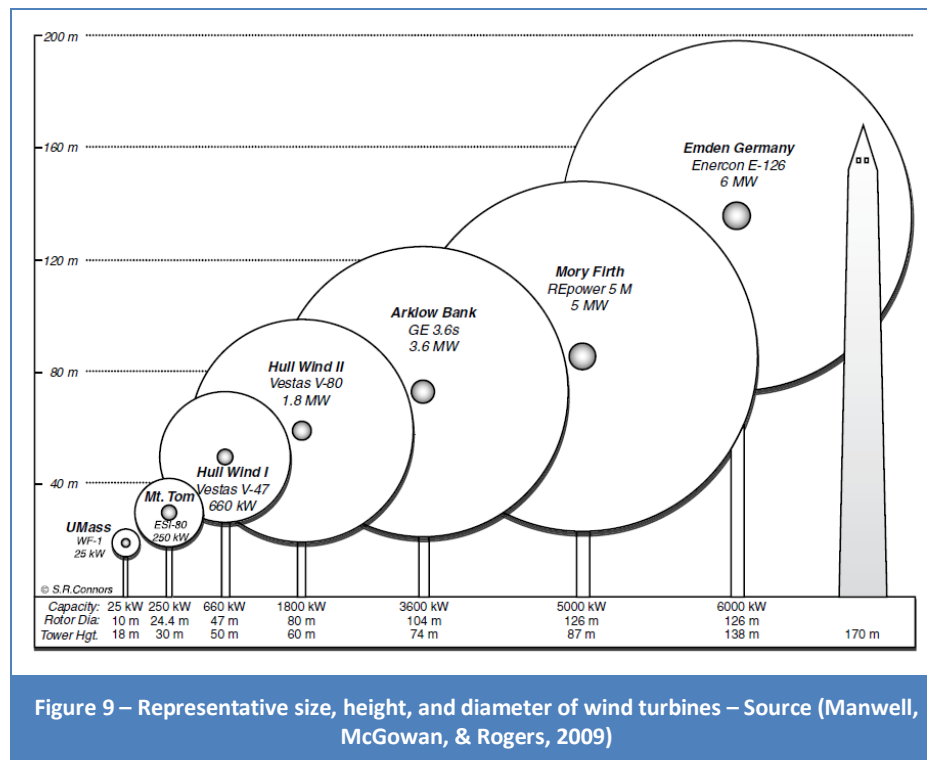 200 m
160 m
120 m
80 m
40 m
Emden Germany
Enercon E-126
6 MW
Mory Firth
REpower 5 M
5 MW
Arklow Bank
GE 3.6s
3.6 MW
Hull Wind II
Vestas V-80
1.8 MW
Hull Wind I
Vestas V-47
660 kW
Mt. Tom
ESI-80
250 kW
UMass
WF-1
25 kW
© S.R.Connors
Capacity: 25 kW 250 kW 660 kW 1800 kW 3600 kW 5000 kW 6000 kW
Rotor Dia: 10 m 24.4 m 47 m 80 m 104 m 126 m 126 m
Tower Hgt. 18 m 30 m 50 m 60 m 74 m 87 m 138 m 170 m
Figure 9 – Representative size, height, and diameter of wind turbines – Source (Manwell,
McGowan, & Rogers, 2009)